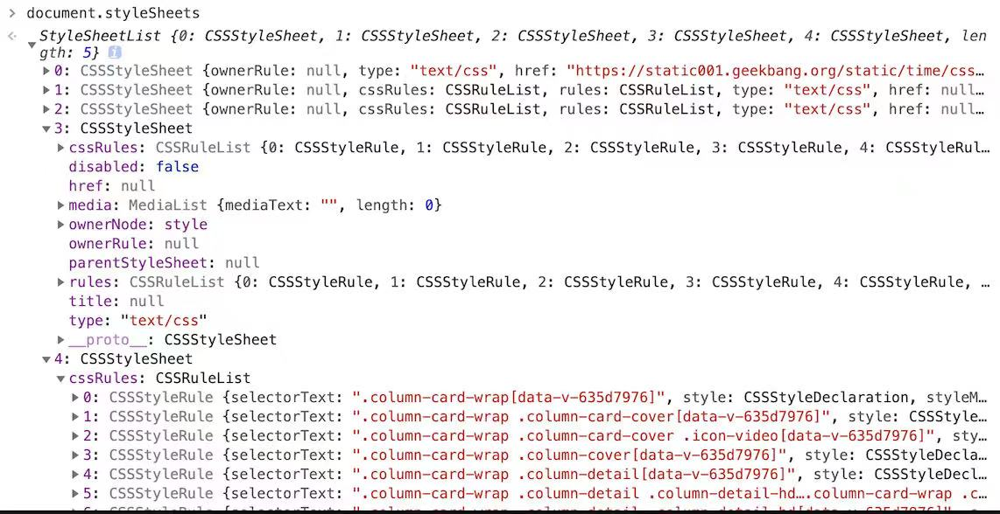 > document.styleSheets
StyleSheetList {0: CSSStyleSheet, 1: CSSStyleSheet, 2: CSSStyleSheet, 3: CSSStyleSheet, 4: CSSStyleSheet, len
gth: 5} i
0: CSSStyleSheet {ownerRule: null, type: "text/css", href: "https://static001.geekbang.org/static/time/css…
1: CSSStyleSheet {ownerRule: null, cssRules: CSSRuleList, rules: CSSRuleList, type: "text/css", href: null…
2: CSSStyleSheet {ownerRule: null, cssRules: CSSRuleList, rules: CSSRuleList, type: "text/css", href: null…
3: CSSStyleSheet
cssRules: CSSRuleList {0: CSSStyleRule, 1: CSSStyleRule, 2: CSSStyleRule, 3: CSSStyleRule, 4: CSSStyleRul…
disabled: false
href: null
media: MediaList {mediaText: "", length: 0}
ownerNode: style
ownerRule: null
parentStyleSheet: null
rules: CSSRuleList {0: CSSStyleRule, 1: CSSStyleRule, 2: CSSStyleRule, 3: CSSStyleRule, 4: CSSStyleRule, …
title: null
type: "text/css"
__proto__: CSSStyleSheet
4: CSSStyleSheet
cssRules: CSSRuleList
0: CSSStyleRule {selectorText: ".column-card-wrap[data-v-635d7976]", style: CSSStyleDeclaration, styleM…
1: CSSStyleRule {selectorText: ".column-card-wrap .column-card-cover[data-v-635d7976]", style: CSSStyle…
2: CSSStyleRule {selectorText: ".column-card-wrap .column-card-cover .icon-video[data-v-635d7976]", sty…
3: CSSStyleRule {selectorText: ".column-card-wrap .column-cover[data-v-635d7976]", style: CSSStyleDecla…
4: CSSStyleRule {selectorText: ".column-card-wrap .column-detail[data-v-635d7976]", style: CSSStyleDecl…
5: CSSStyleRule {selectorText: ".column-card-wrap .column-detail .column-detail-hd….column-card-wrap .c…